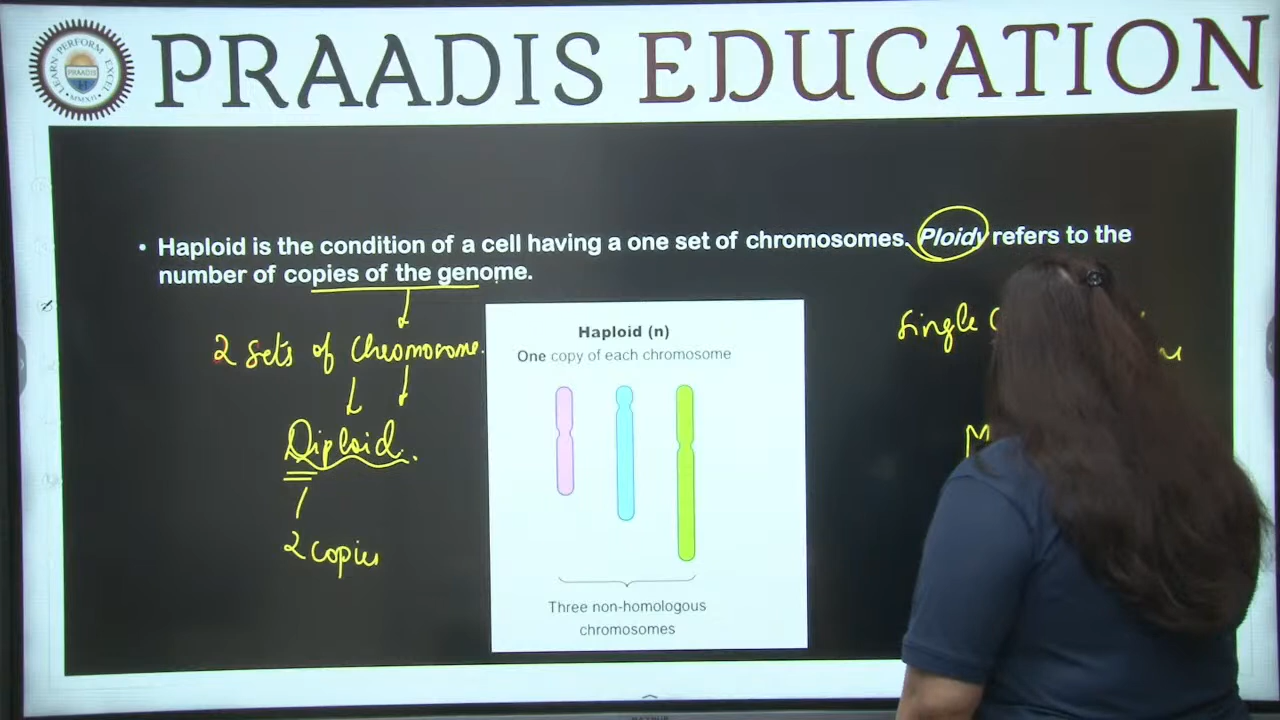 PRAADIS EDUCATION
LEARN PERFORM EXCEL
PRAADIS
MMXII
• Haploid is the condition of a cell having a one set of chromosomes. Ploidy refers to the
number of copies of the genome.
2 Sets of Chromosome.
Diploid.
2 copies
Haploid (n)
One copy of each chromosome
Three non-homologous
chromosomes
Single
M